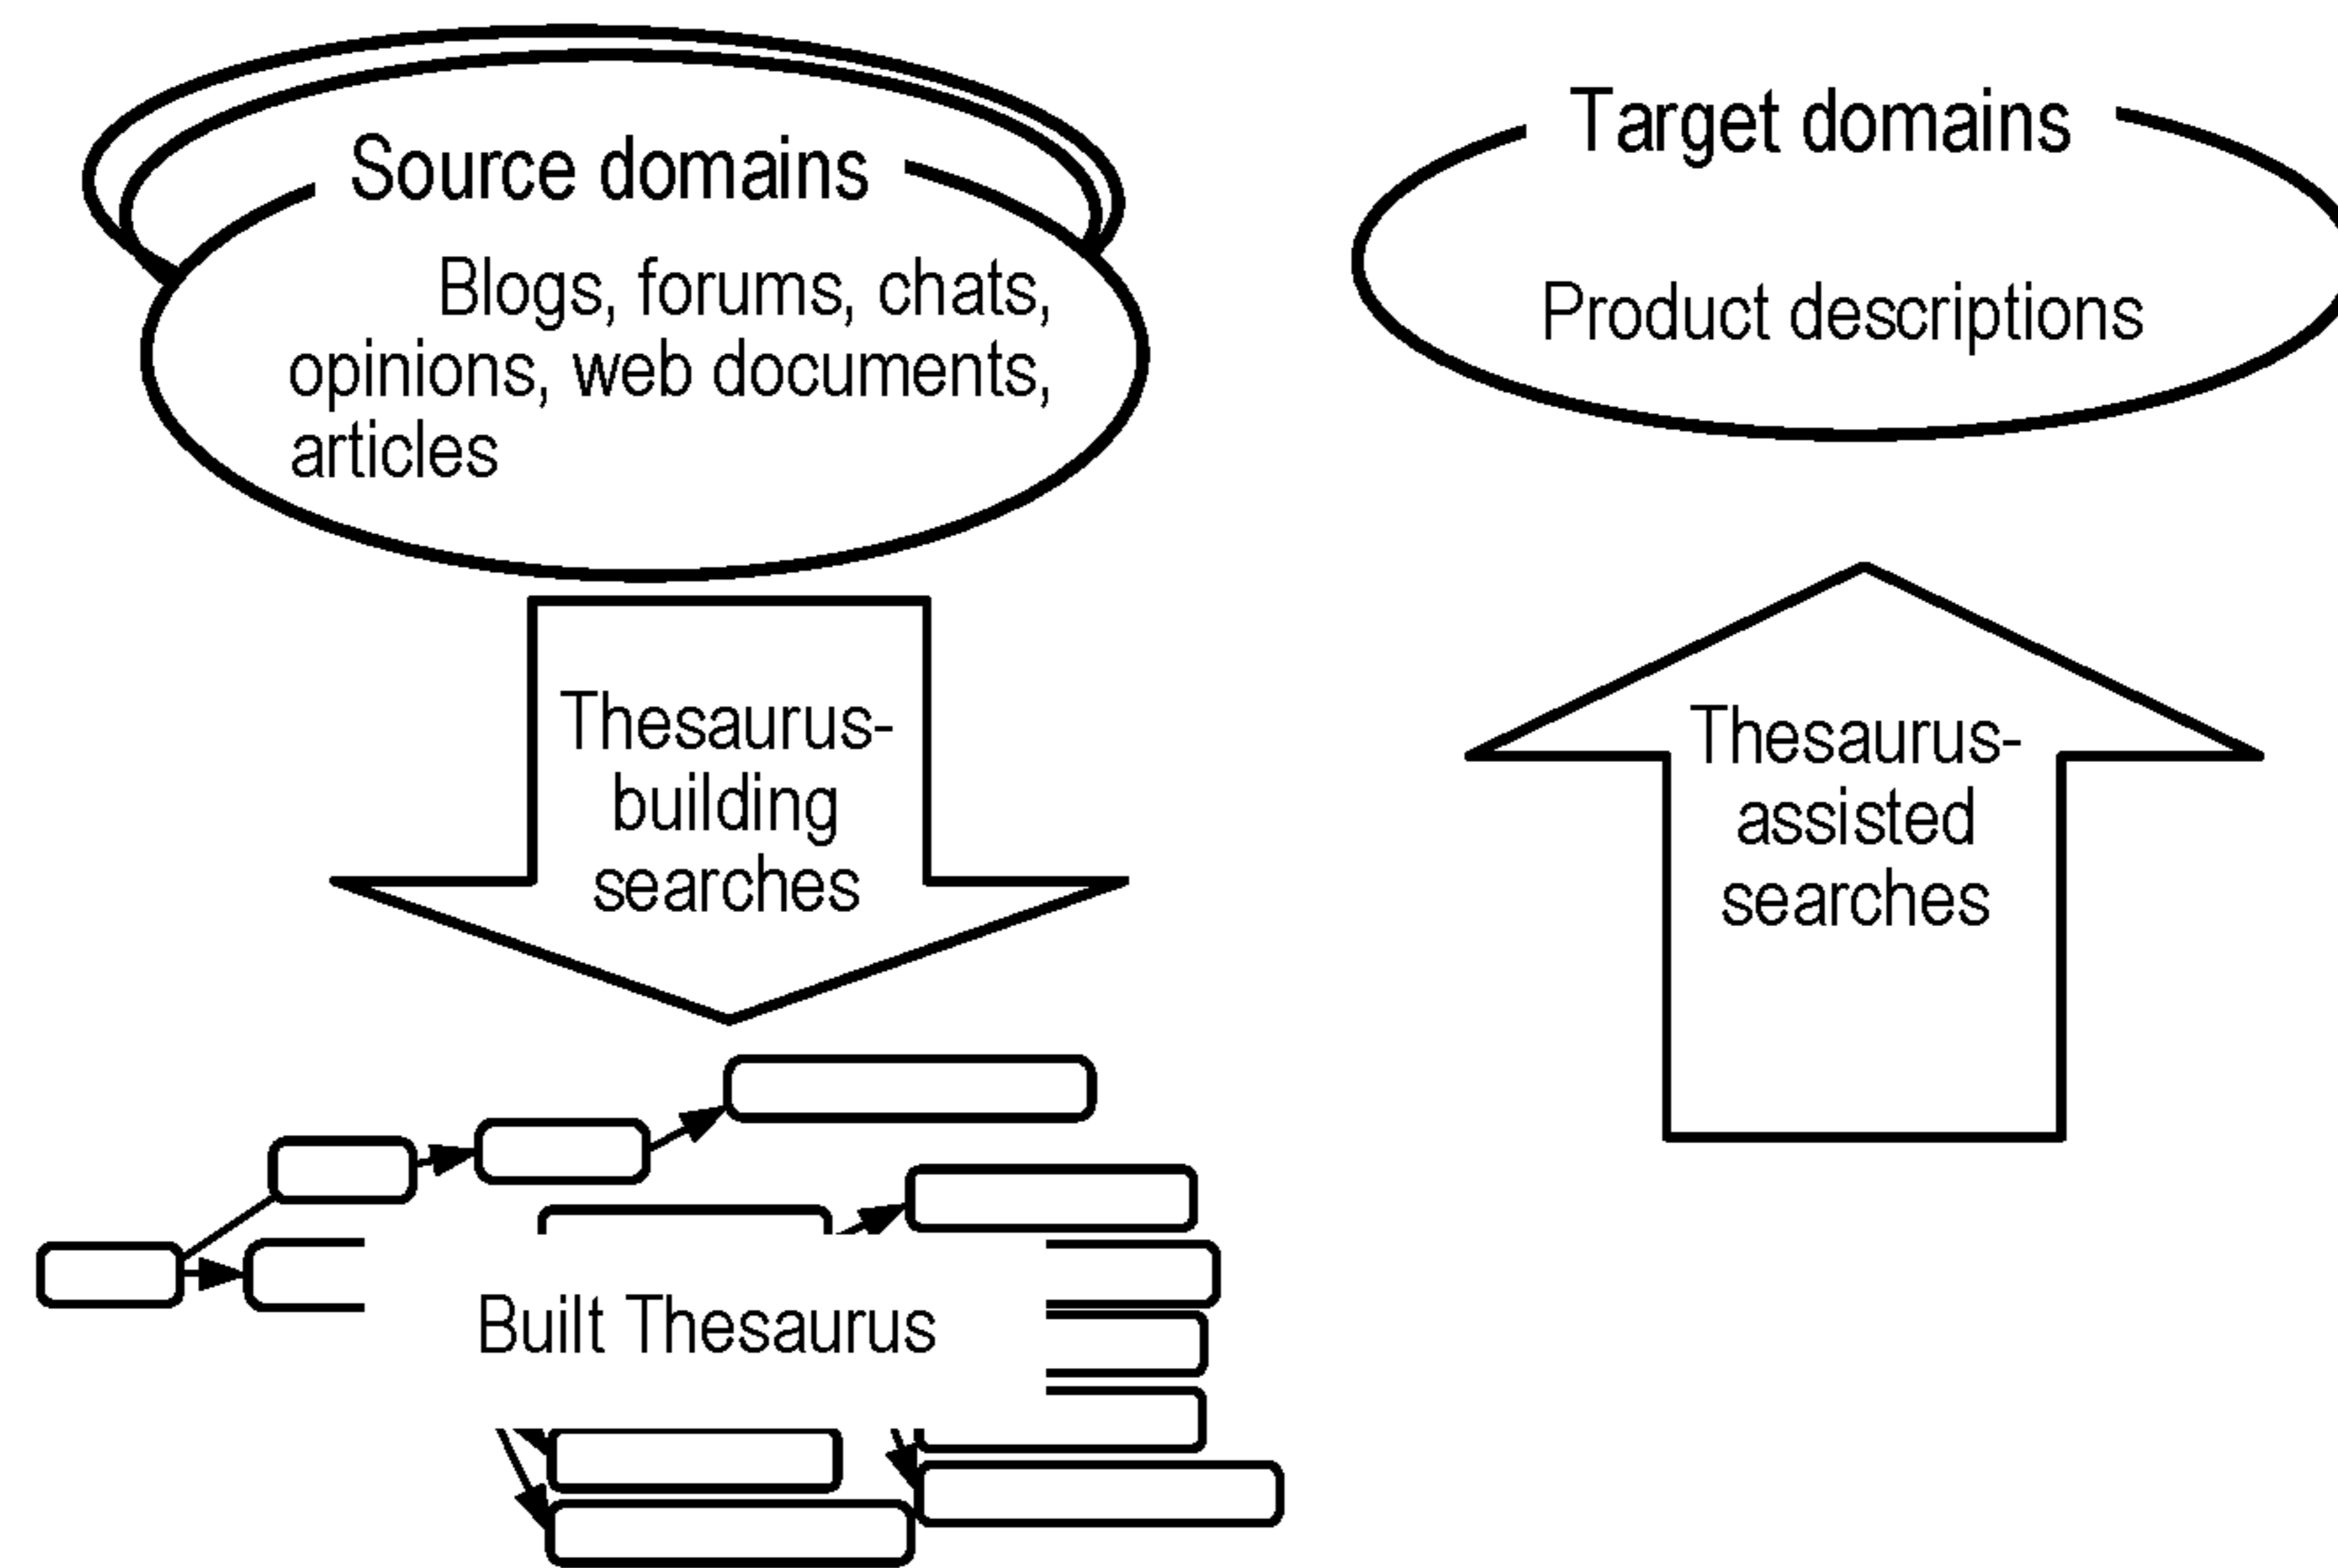 Source domains
Blogs, forums, chats,
opinions, web documents,
articles
Target domains
Product descriptions
Thesaurus-
building
searches
Thesaurus-
assisted
searches
Built Thesaurus